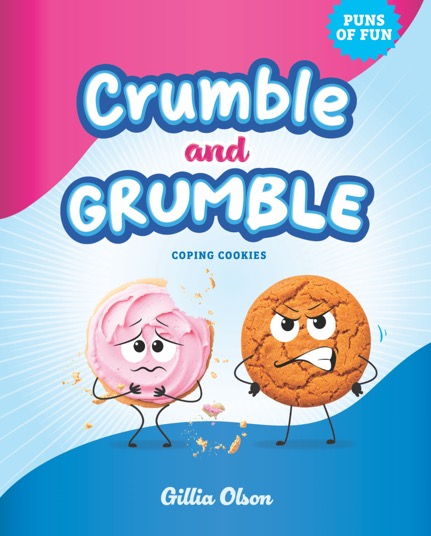 PUNS
OF FUN
Crumble
and
GRUMBLE
COPING COOKIES
Gillia Olson